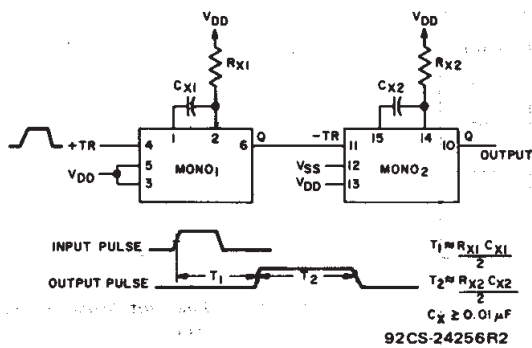 VDD VDD
RX1 RX2
CX1 CX2
1 2 15 14
+TR 4 6 Q -TR 11 10 Q OUTPUT
VDD 5 3 MONO1 VSS 12 VDD 13 MONO2
INPUT PULSE
T1 T2
OUTPUT PULSE
T1 ≈ RX1 CX1 / 2
T2 ≈ RX2 CX2 / 2
CX ≥ 0.01 µF
92CS-24256R2